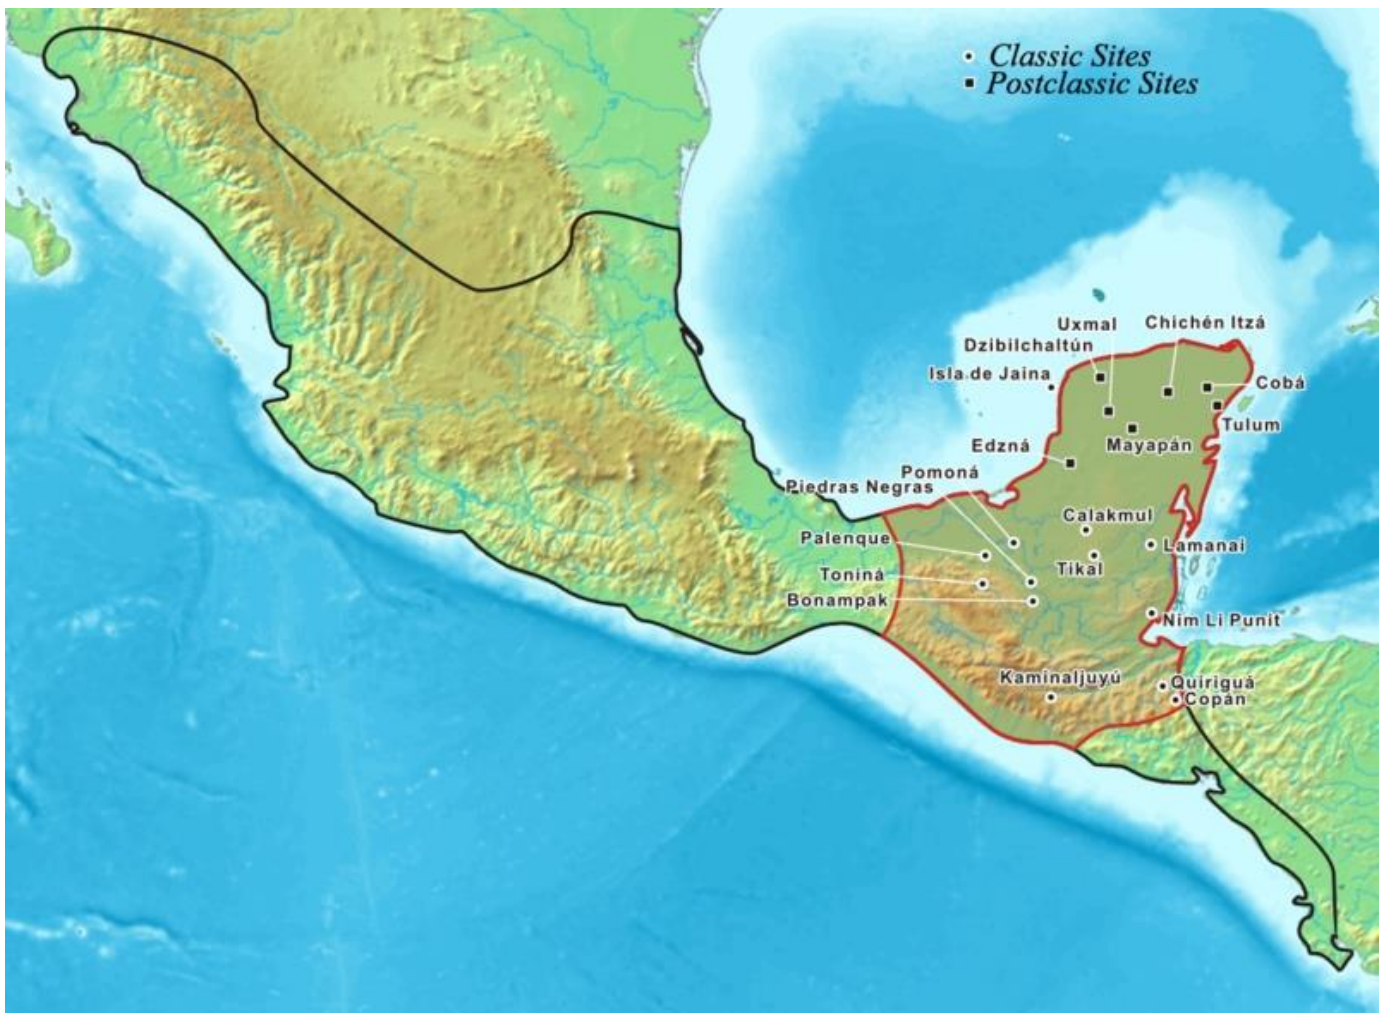 Classic Sites
Postclassic Sites
Uxmal
Chichén Itzá
Dzibilchaltún
Isla de Jaina
Cobá
Tulum
Mayapán
Edzná
Pomoná
Piedras Negras
Calakmul
Palenque
Lamanai
Tikal
Toniná
Bonampak
Nim Li Punit
Kaminaljuyú
Quiriguá
Copán